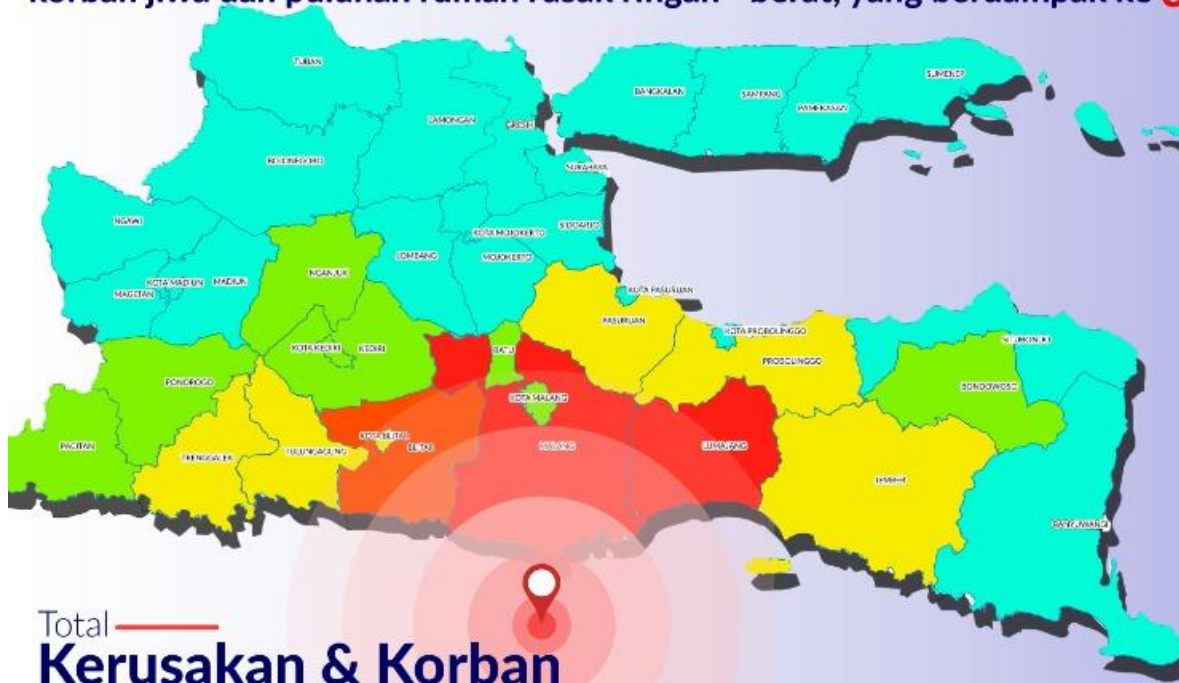 korban jiwa dan puluhan rumah rusak ringan - berat, yang berdampak ke
TUBAN
LAMONGAN
GRESIK
BANGKALAN
SAMPANG
PAMEKASAN
SUMENEP
BOJONEGORO
SURABAYA
NGAWI
KOTA MOJOKERTO
SIDOARJO
MAGETAN
KOTA MADIUN
MADIUN
NGANJUK
JOMBANG
MOJOKERTO
KOTA PASURUAN
PASURUAN
KOTA PROBOLINGGO
PROBOLINGGO
SITUBONDO
KOTA KEDIRI
KEDIRI
BATU
PONOROGO
KOTA MALANG
BONDOWOSO
PACITAN
TRENGGALEK
TULUNGAGUNG
KOTA BLITAR
BLITAR
MALANG
LUMAJANG
JEMBER
BANYUWANGI
Total
Kerusakan & Korban